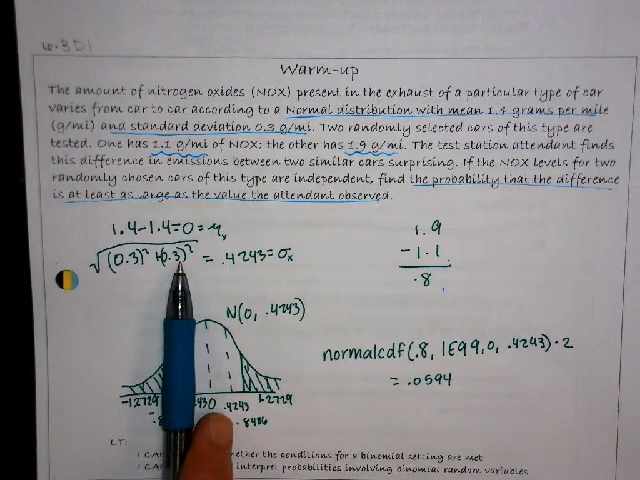 6.3D1
Warm-up
The amount of nitrogen oxides (NOX) present in the exhaust of a particular type of car
varies from car to car according to a Normal distribution with mean 1.4 grams per mile
(g/mi) and standard deviation 0.3 g/mi. Two randomly selected cars of this type are
tested. One has 1.1 g/mi of NOX; the other has 1.9 g/mi. The test station attendant finds
this difference in emissions between two similar cars surprising. If the NOX levels for two
randomly chosen cars of this type are independent, find the probability that the difference
is at least as large as the value the attendant observed.
1.4-1.4=0=μx
√(0.3)²+(0.3)² = .4243=σx
1.9
-1.1
.8
N(0, .4243)
normalcdf(.8, 1E99, 0, .4243)·2
= .0594
-1.2729 430 .4243 1.2729
-.8 .8486
LT:
I CAN ether the conditions for a binomial setting are met
I CAN interpret probabilities involving binomial random variables